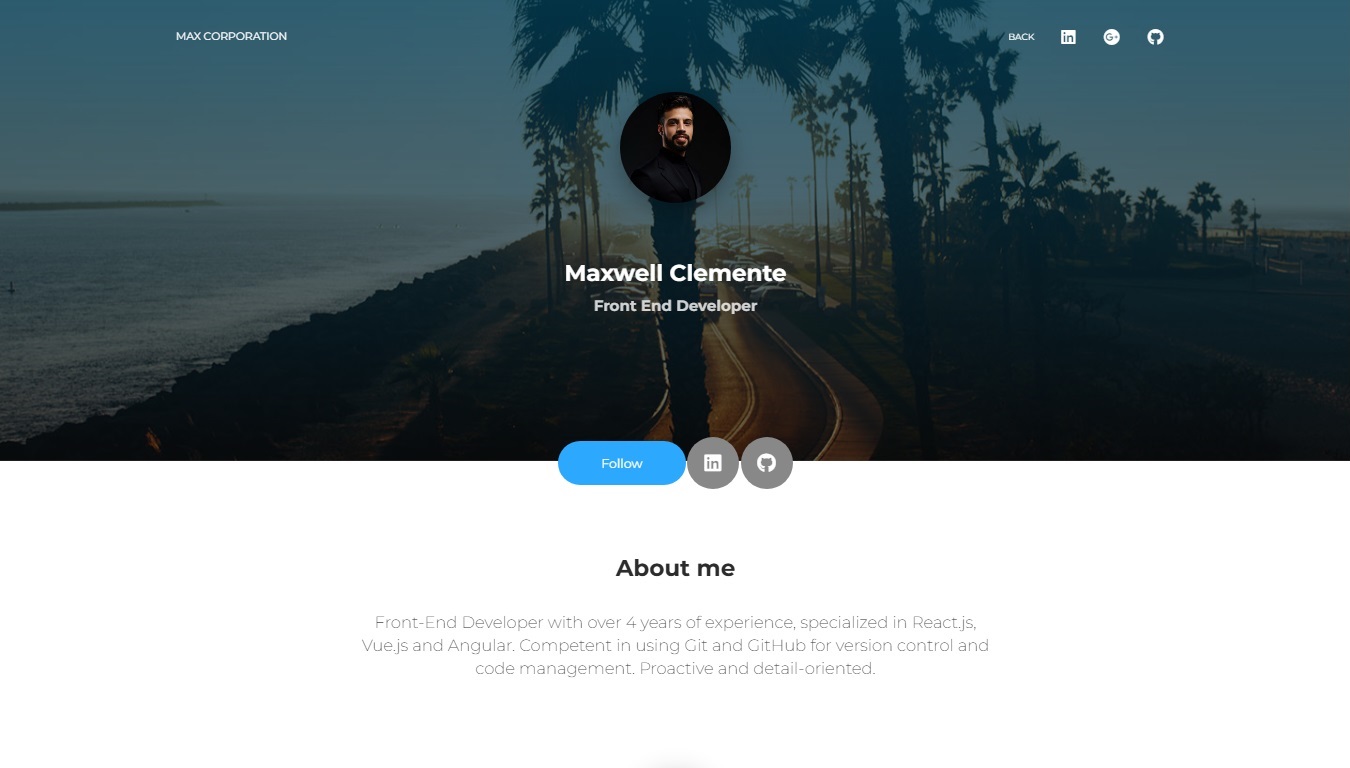 MAX CORPORATION
BACK
Maxwell Clemente
Front End Developer
Follow
About me
Front-End Developer with over 4 years of experience, specialized in React.js,
Vue.js and Angular. Competent in using Git and GitHub for version control and
code management. Proactive and detail-oriented.